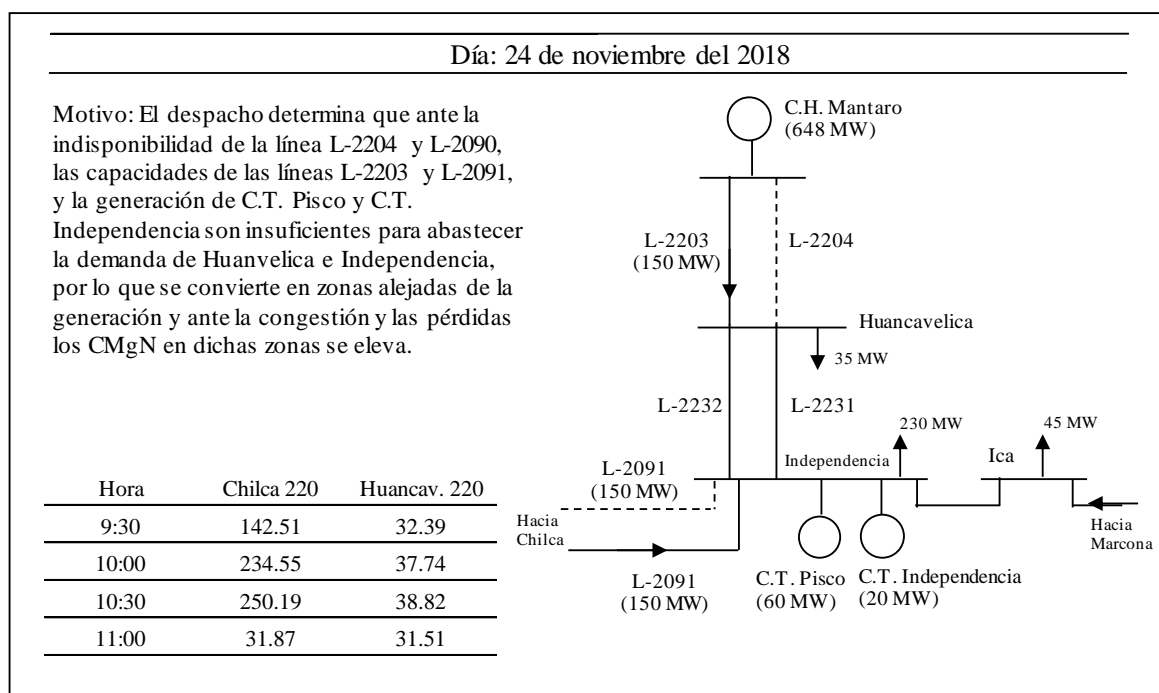 Día: 24 de noviembre del 2018
Motivo: El despacho determina que ante la
indisponibilidad de la línea L-2204 y L-2090,
las capacidades de las líneas L-2203 y L-2091,
y la generación de C.T. Pisco y C.T.
Independencia son insuficientes para abastecer
la demanda de Huanvelica e Independencia,
por lo que se convierte en zonas alejadas de la
generación y ante la congestión y las pérdidas
los CMgN en dichas zonas se eleva.
Hora Chilca 220 Huancav. 220
9:30 142.51 32.39
10:00 234.55 37.74
10:30 250.19 38.82
11:00 31.87 31.51
C.H. Mantaro
(648 MW)
L-2203
(150 MW)
L-2204
Huancavelica
35 MW
L-2232
L-2231
230 MW
45 MW
Independencia
Ica
L-2091
(150 MW)
Hacia
Chilca
Hacia
Marcona
L-2091
(150 MW)
C.T. Pisco
(60 MW)
C.T. Independencia
(20 MW)